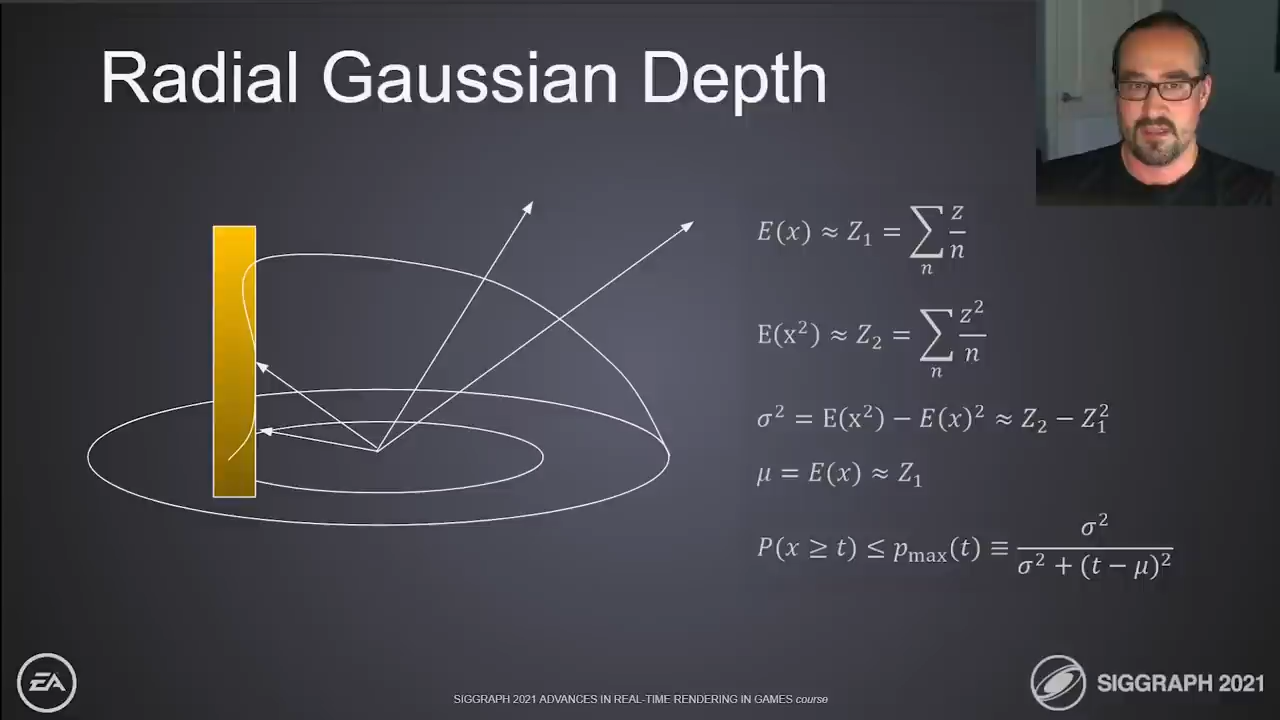 Radial Gaussian Depth
E(x) ≈ Z₁ = ∑ₙ z/n
E(x²) ≈ Z₂ = ∑ₙ z²/n
σ² = E(x²) − E(x)² ≈ Z₂ − Z₁²
μ = E(x) ≈ Z₁
P(x ≥ t) ≤ pₘₐₓ(t) ≡ σ²/(σ² + (t − μ)²)
EA
SIGGRAPH 2021 ADVANCES IN REAL-TIME RENDERING IN GAMES course
SIGGRAPH 2021